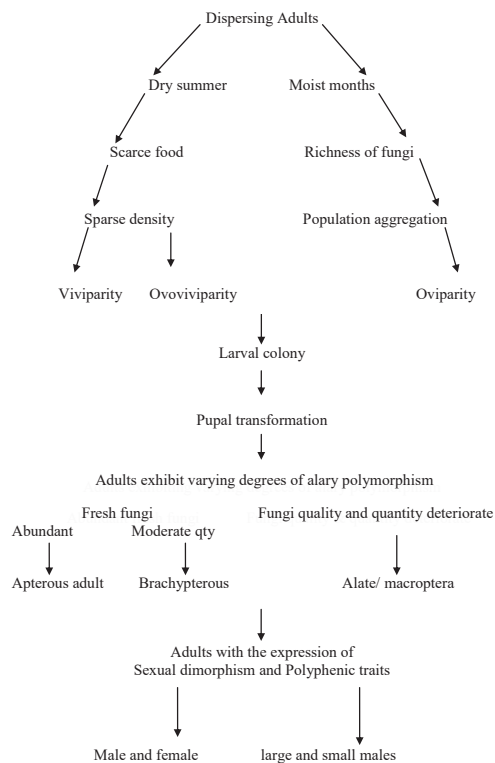 Dispersing Adults
Dry summer
Moist months
Scarce food
Richness of fungi
Sparse density
Population aggregation
Viviparity
Ovoviviparity
Oviparity
Larval colony
Pupal transformation
Adults exhibit varying degrees of alary polymorphism
Fresh fungi
Fungi quality and quantity deteriorate
Abundant
Moderate qty
Apterous adult
Brachypterous
Alate/ macroptera
Adults with the expression of
Sexual dimorphism and Polyphenic traits
Male and female
large and small males